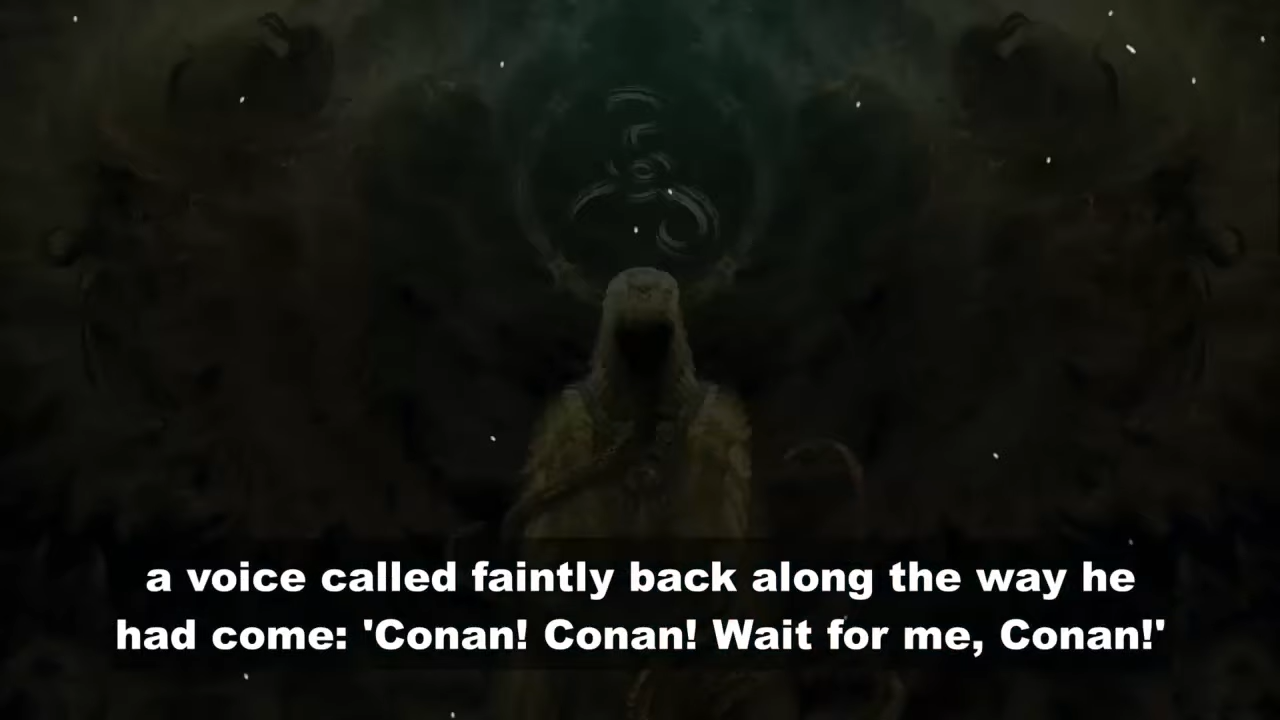 a voice called faintly back along the way he
had come: 'Conan! Conan! Wait for me, Conan!'